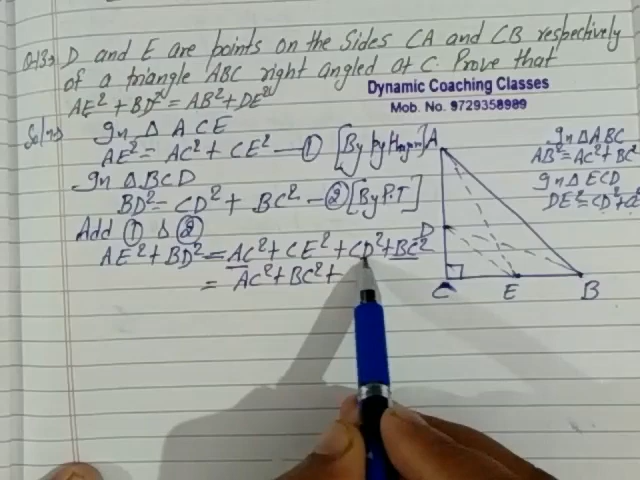 Q.13: D and E are points on the sides CA and CB respectively
of a triangle ABC right angled at C. Prove that
AE² + BD² = AB² + DE²
Dynamic Coaching Classes
Mob. No. 9729358989
Soln:
In Δ ACE
AE² = AC² + CE² — ① [By pythagoras]
In Δ BCD
BD² = CD² + BC² — ② [By P.T]
Add ① & ②
AE² + BD² = AC² + CE² + CD² + BC²
= AC² + BC² +
A
D
C E B
In Δ ABC
AB² = AC² + BC²
In Δ ECD
DE² = CD² +